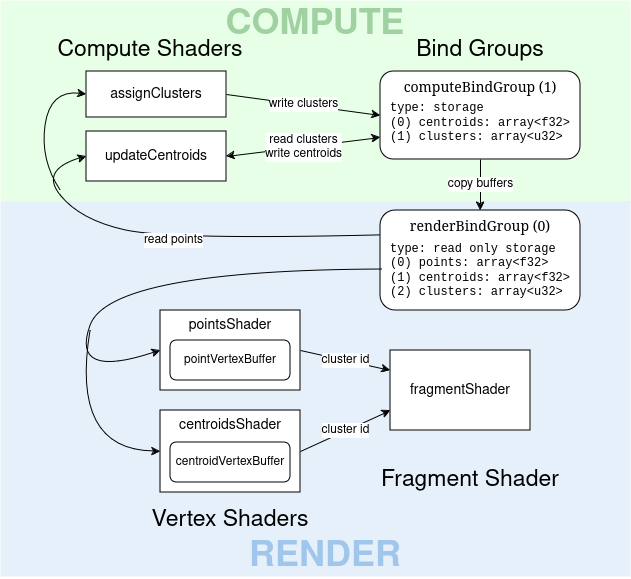 COMPUTE
Compute Shaders
Bind Groups
assignClusters
write clusters
computeBindGroup (1)
type: storage
(0) centroids: array<f32>
(1) clusters: array<u32>
updateCentroids
read clusters
write centroids
copy buffers
read points
renderBindGroup (0)
type: read only storage
(0) points: array<f32>
(1) centroids: array<f32>
(2) clusters: array<u32>
pointsShader
pointVertexBuffer
cluster id
fragmentShader
centroidsShader
centroidVertexBuffer
cluster id
Fragment Shader
Vertex Shaders
RENDER